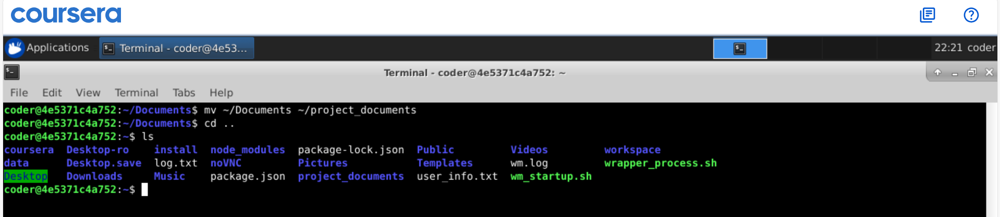 coursera
Applications Terminal - coder@4e53... 22:21 coder
Terminal - coder@4e5371c4a752: ~
File Edit View Terminal Tabs Help
coder@4e5371c4a752:~/Documents$ mv ~/Documents ~/project_documents
coder@4e5371c4a752:~/Documents$ cd ..
coder@4e5371c4a752:~$ ls
coursera Desktop-ro install node_modules package-lock.json Public Videos workspace
data Desktop.save log.txt noVNC Pictures Templates wm.log wrapper_process.sh
Desktop Downloads Music package.json project_documents user_info.txt wm_startup.sh
coder@4e5371c4a752:~$